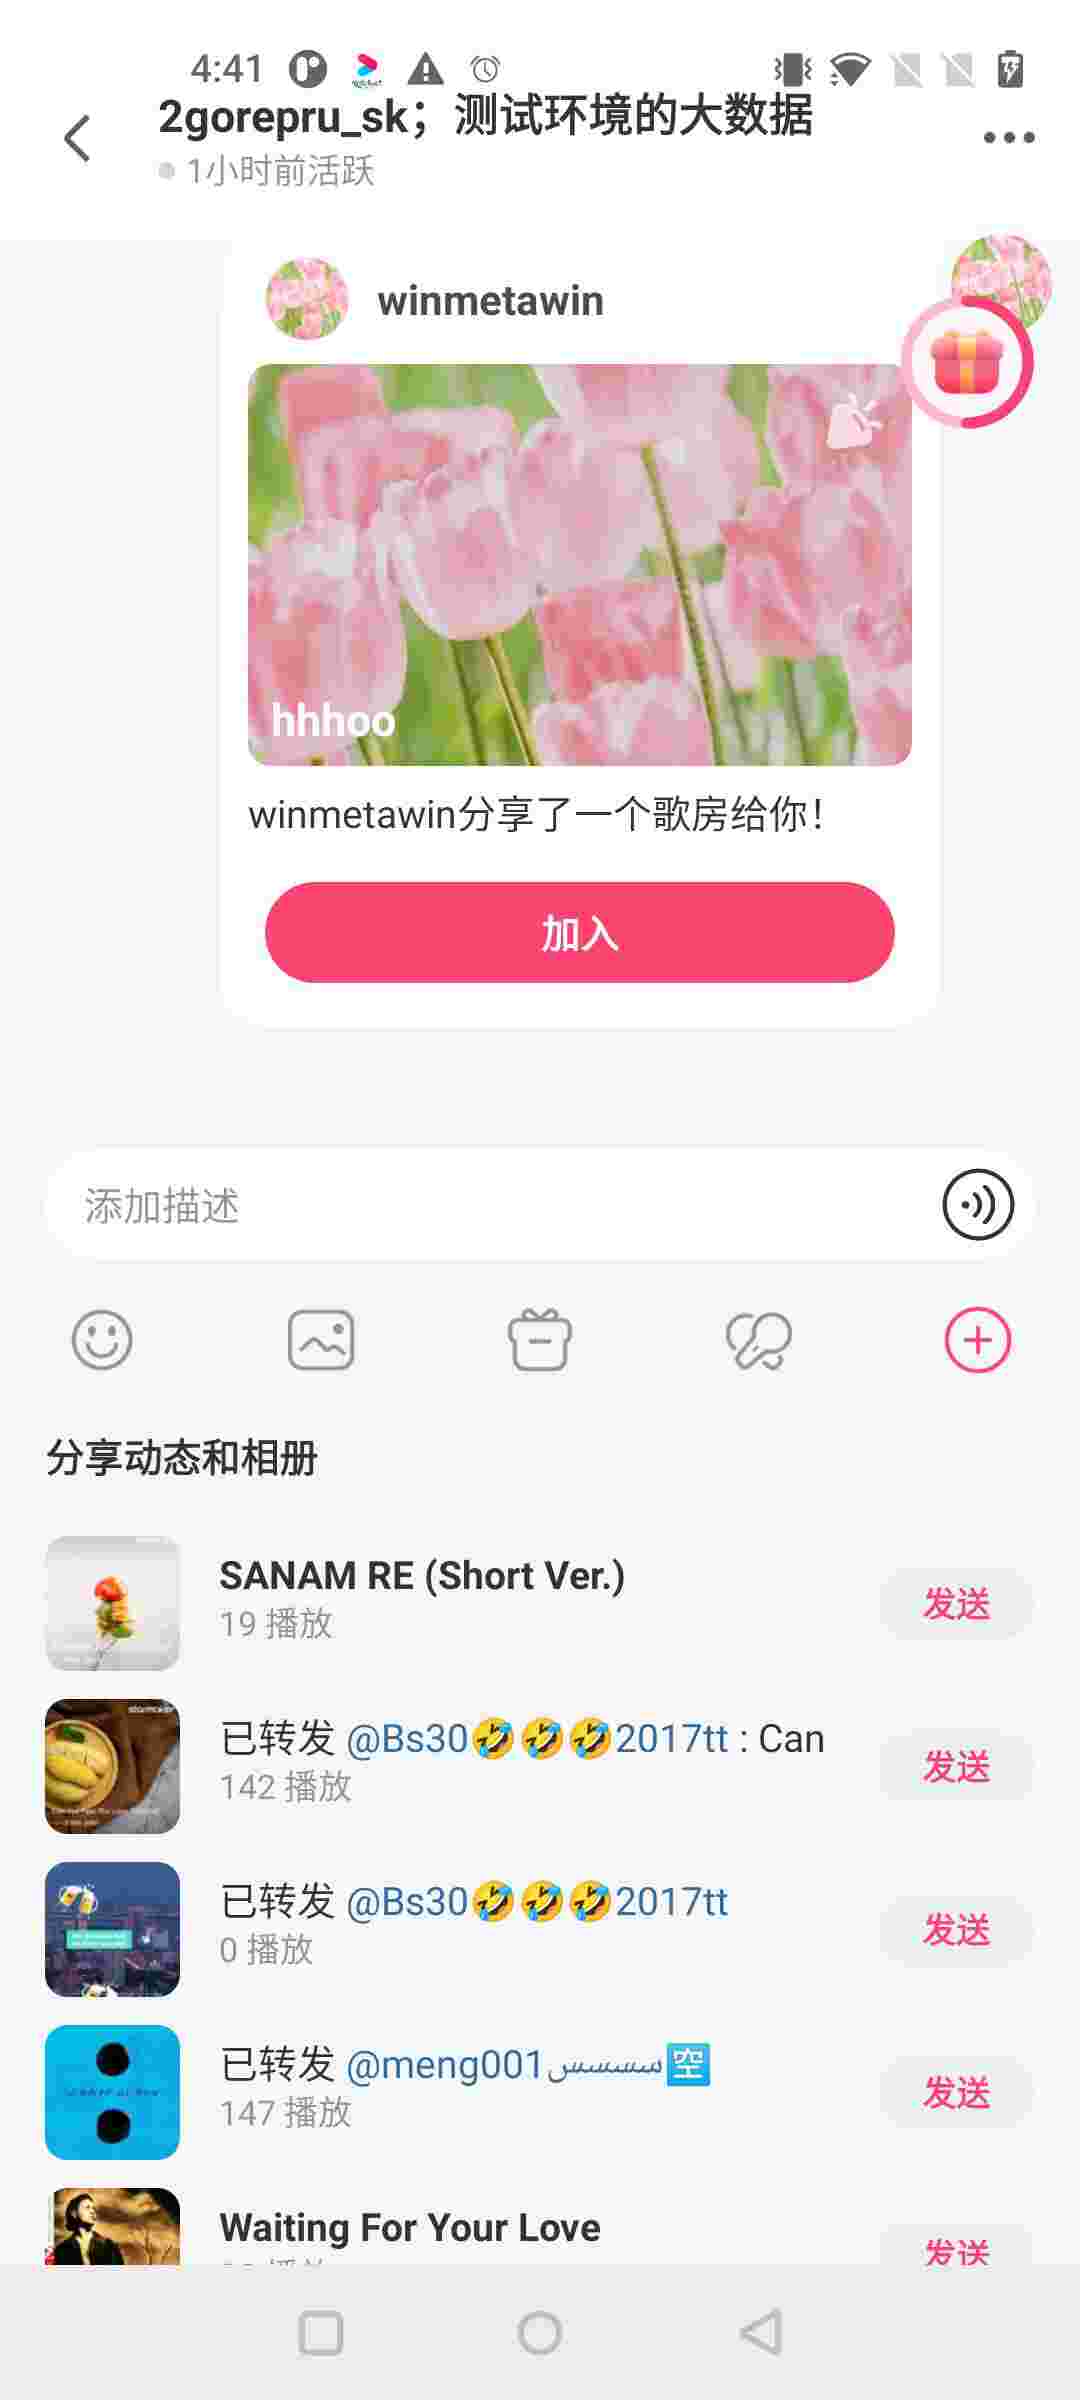 4:41
2gorepru_sk；测试环境的大数据
1小时前活跃
winmetawin
hhhoo
winmetawin分享了一个歌房给你！
加入
添加描述
分享动态和相册
SANAM RE (Short Ver.)
19 播放
发送
已转发 @Bs30🤣🤣🤣2017tt : Can
142 播放
发送
已转发 @Bs30🤣🤣🤣2017tt
0 播放
发送
已转发 @meng001سسسسس🈳
147 播放
发送
Waiting For Your Love
发送